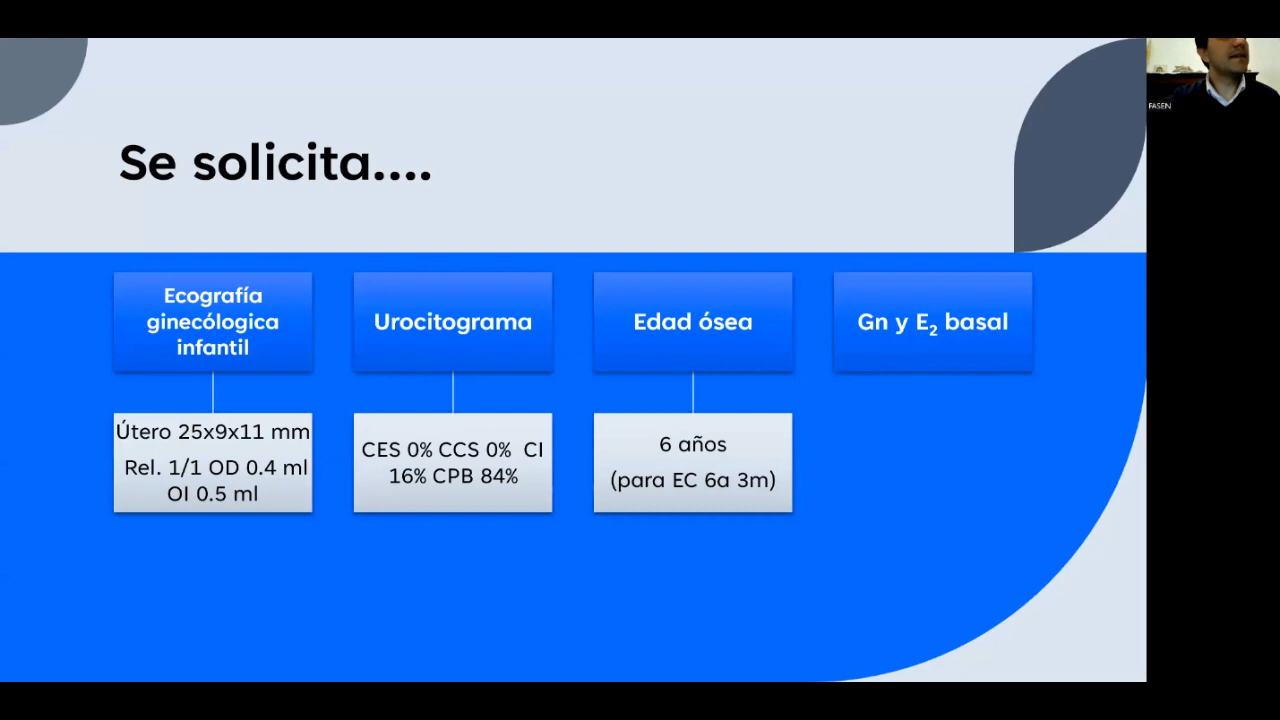 Se solicita....
Ecografía
ginecólogica
infantil
Urocitograma
Edad ósea
Gn y E₂ basal
Útero 25x9x11 mm
Rel. 1/1 OD 0.4 ml
OI 0.5 ml
CES 0% CCS 0% CI
16% CPB 84%
6 años
(para EC 6a 3m)
FASEN